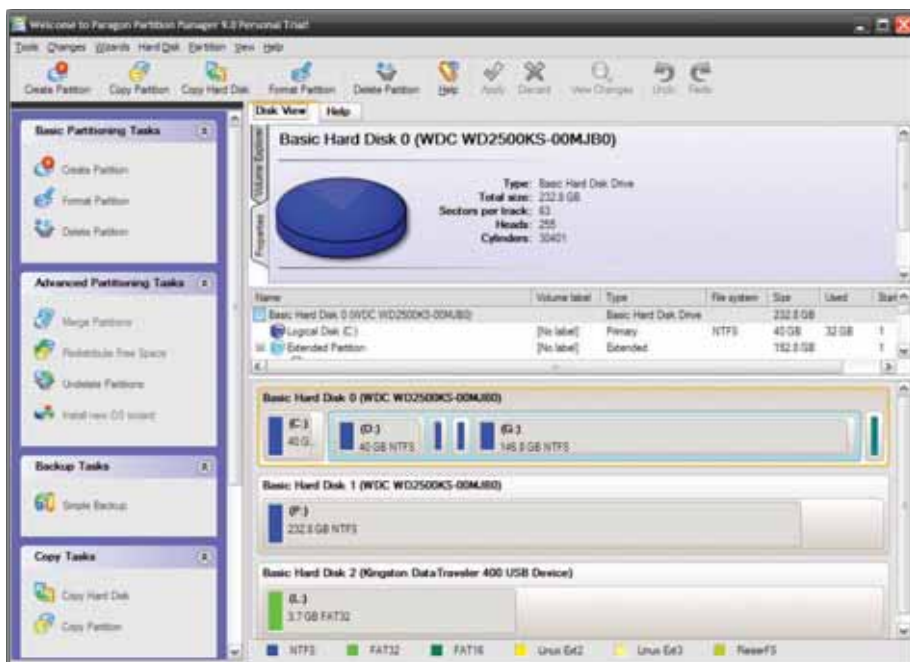 Welcome to Paragon Partition Manager 9.0 Personal Trial!
Tools Changes Wizards Hard Disk Partition View Help
Create Partition Copy Partition Copy Hard Disk Format Partition Delete Partition Help Apply Discard View Changes Undo Redo
Basic Partitioning Tasks
Create Partition
Format Partition
Delete Partition
Advanced Partitioning Tasks
Merge Partitions
Redistribute Free Space
Undelete Partitions
Install new OS wizard
Backup Tasks
Simple Backup
Copy Tasks
Copy Hard Disk
Copy Partition
Disk View Help
Volume Explorer
Properties
Basic Hard Disk 0 (WDC WD2500KS-00MJB0)
Type: Basic Hard Disk Drive
Total size: 232.8 GB
Sectors per track: 63
Heads: 255
Cylinders: 30401
Name Volume label Type File system Size Used Start
Basic Hard Disk 0 (WDC WD2500KS-00MJB0) Basic Hard Disk Drive 232.8 GB
Logical Disk (C:) [No label] Primary NTFS 40 GB 32 GB 1
Extended Partition [No label] Extended 192.8 GB 1
Basic Hard Disk 0 (WDC WD2500KS-00MJB0)
(C:) (D:) (G:)
40 G... 40 GB NTFS 146.8 GB NTFS
Basic Hard Disk 1 (WDC WD2500KS-00MJB0)
(F:)
232.8 GB NTFS
Basic Hard Disk 2 (Kingston DataTraveler 400 USB Device)
(L:)
3.7 GB FAT32
NTFS FAT32 FAT16 Linux Ext2 Linux Ext3 ReiserFS